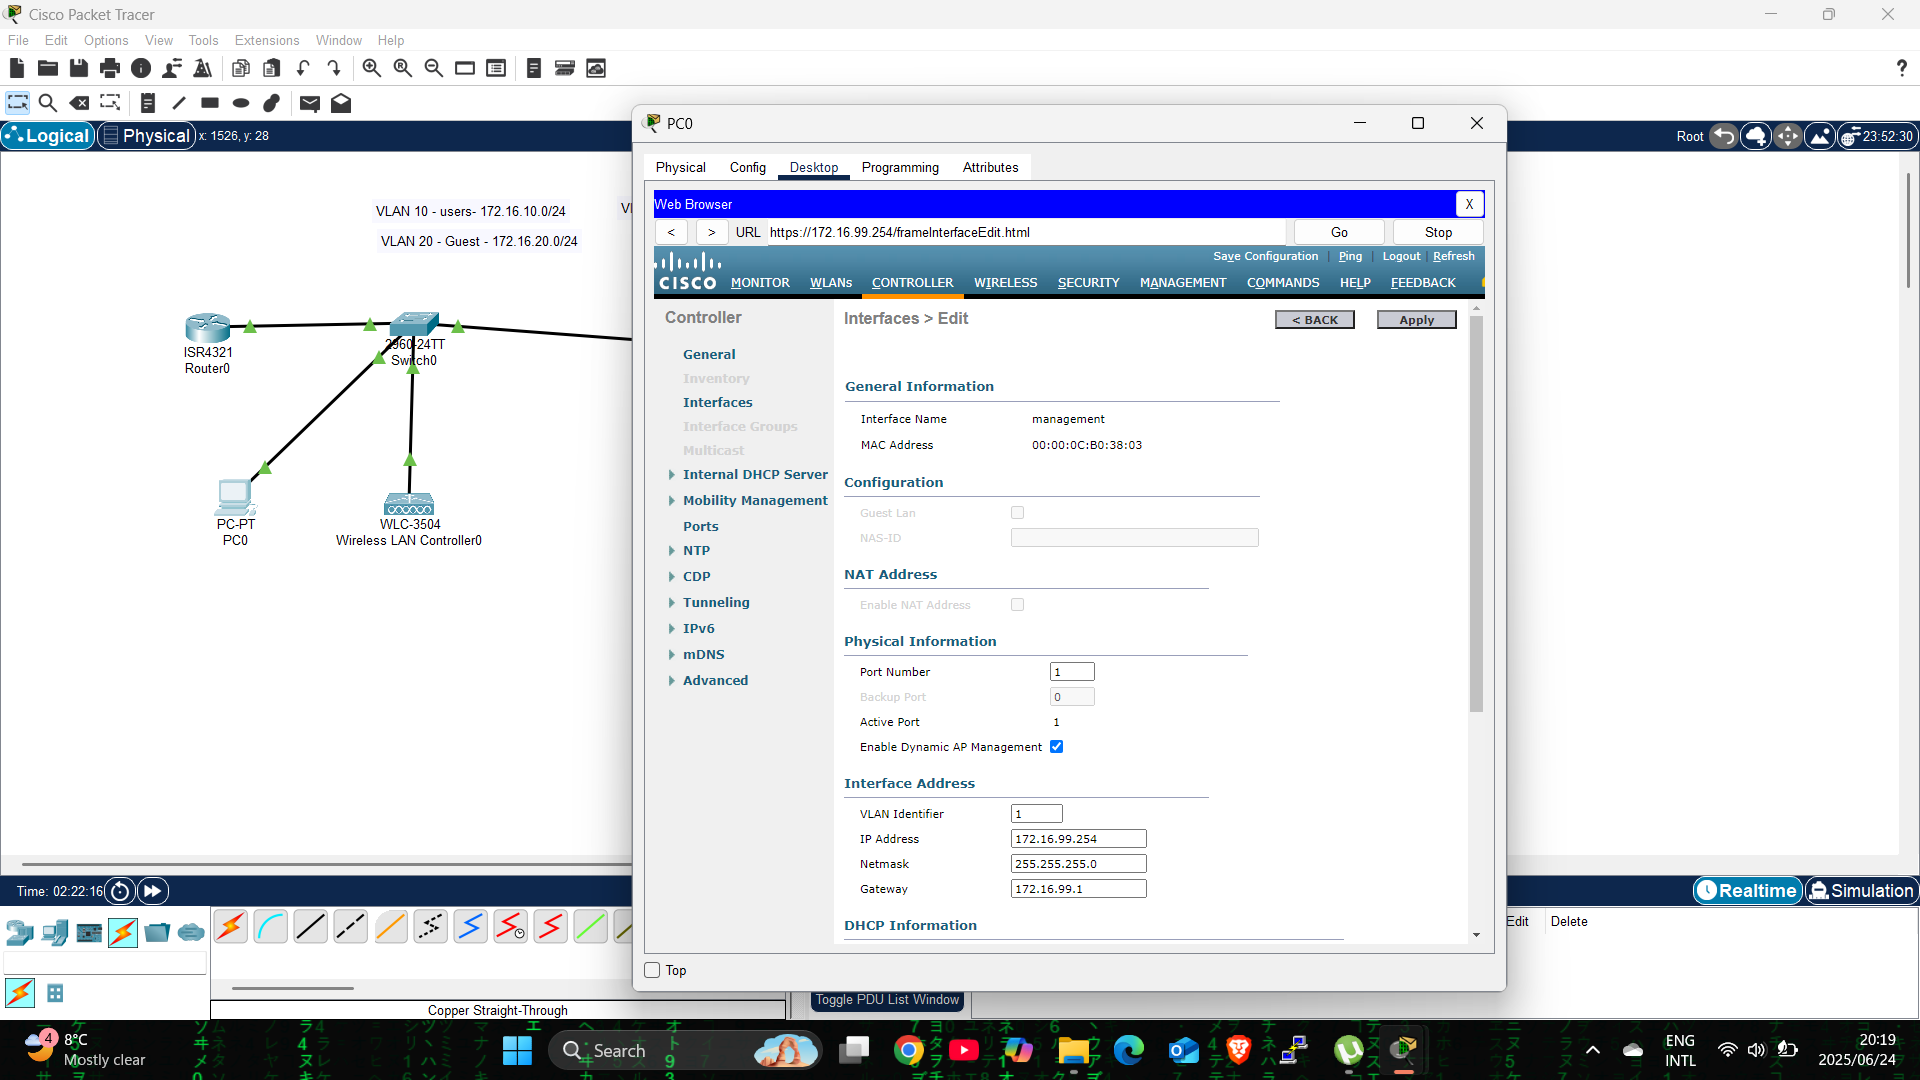 Cisco Packet Tracer
File Edit Options View Tools Extensions Window Help
Logical Physical x: 1526, y: 28
Root 23:52:30
VLAN 10 - users- 172.16.10.0/24
VLAN 20 - Guest - 172.16.20.0/24
ISR4321
Router0
2960-24TT
Switch0
PC-PT
PC0
WLC-3504
Wireless LAN Controller0
PC0
Physical Config Desktop Programming Attributes
Web Browser X
< > URL https://172.16.99.254/frameInterfaceEdit.html Go Stop
Save Configuration Ping Logout Refresh
CISCO MONITOR WLANs CONTROLLER WIRELESS SECURITY MANAGEMENT COMMANDS HELP FEEDBACK
Controller
General
Inventory
Interfaces
Interface Groups
Multicast
Internal DHCP Server
Mobility Management
Ports
NTP
CDP
Tunneling
IPv6
mDNS
Advanced
Interfaces > Edit < BACK Apply
General Information
Interface Name management
MAC Address 00:00:0C:B0:38:03
Configuration
Guest Lan
NAS-ID
NAT Address
Enable NAT Address
Physical Information
Port Number 1
Backup Port 0
Active Port 1
Enable Dynamic AP Management
Interface Address
VLAN Identifier 1
IP Address 172.16.99.254
Netmask 255.255.255.0
Gateway 172.16.99.1
DHCP Information
Top
Time: 02:22:16
Realtime Simulation
Edit Delete
Copper Straight-Through
Toggle PDU List Window
4
8°C
Mostly clear
Search
ENG
INTL
20:19
2025/06/24